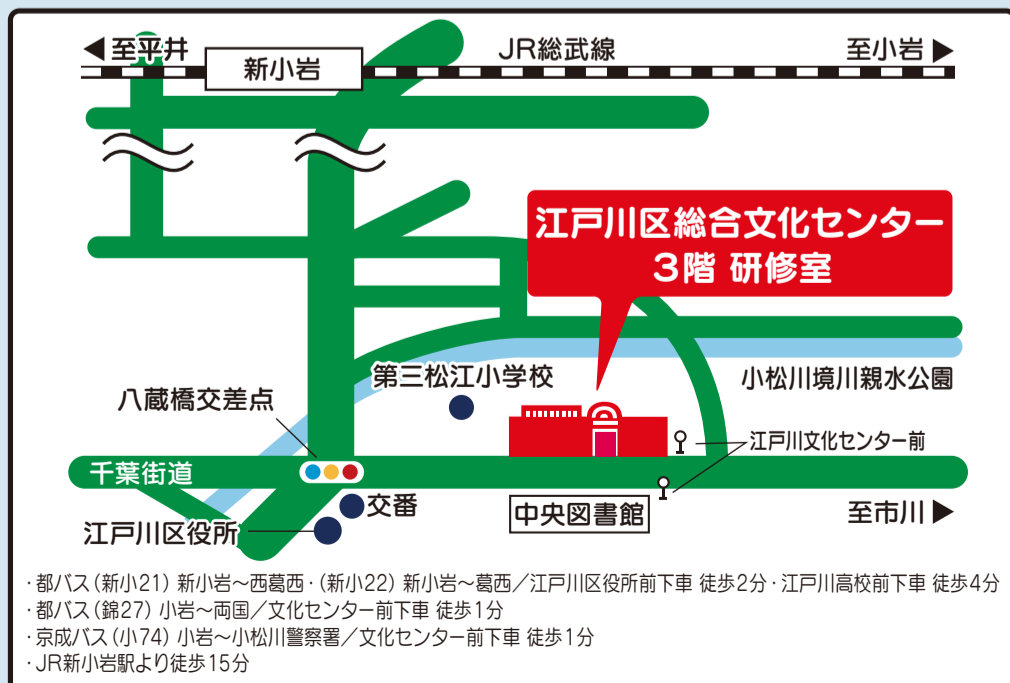 ◀至平井
新小岩
JR総武線
至小岩▶
江戸川区総合文化センター
3階 研修室
第三松江小学校
小松川境川親水公園
八蔵橋交差点
江戸川文化センター前
千葉街道
交番
中央図書館
至市川▶
江戸川区役所
・都バス(新小21) 新小岩～西葛西・(新小22) 新小岩～葛西／江戸川区役所前下車 徒歩2分・江戸川高校前下車 徒歩4分
・都バス(錦27) 小岩～両国／文化センター前下車 徒歩1分
・京成バス(小74) 小岩～小松川警察署／文化センター前下車 徒歩1分
・JR新小岩駅より徒歩15分